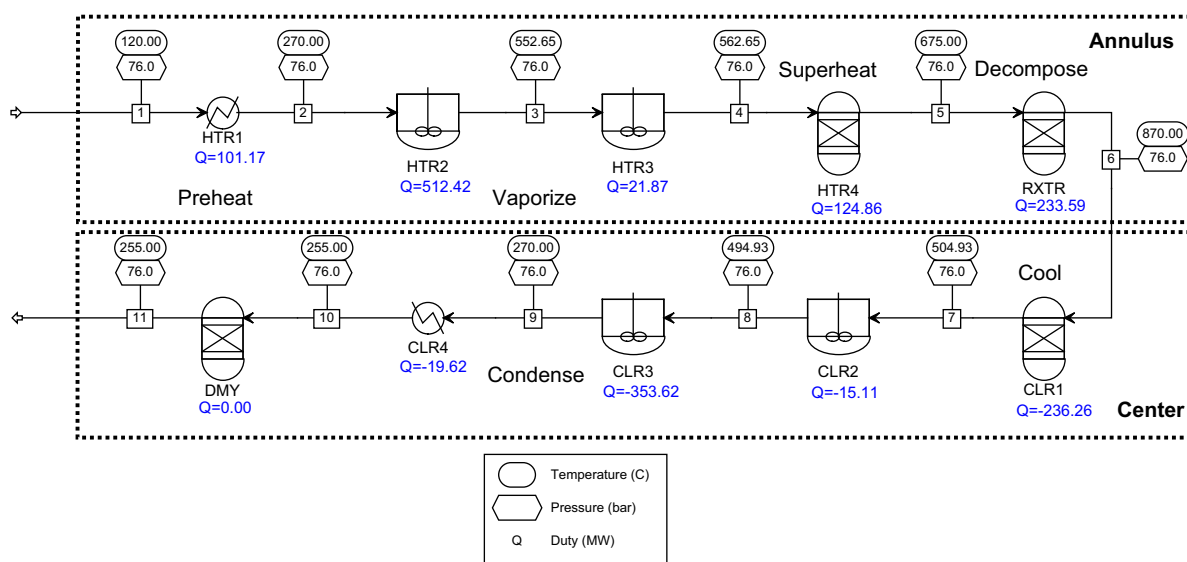 120.00
76.0
270.00
76.0
552.65
76.0
562.65
76.0
675.00
76.0
Annulus
Superheat
Decompose
1
2
3
4
5
6
870.00
76.0
HTR1
Q=101.17
HTR2
Q=512.42
HTR3
Q=21.87
HTR4
Q=124.86
RXTR
Q=233.59
Preheat
Vaporize
255.00
76.0
255.00
76.0
270.00
76.0
494.93
76.0
504.93
76.0
Cool
11
10
9
8
7
DMY
Q=0.00
CLR4
Q=-19.62
Condense
CLR3
Q=-353.62
CLR2
Q=-15.11
CLR1
Q=-236.26
Center
Temperature (C)
Pressure (bar)
Q Duty (MW)